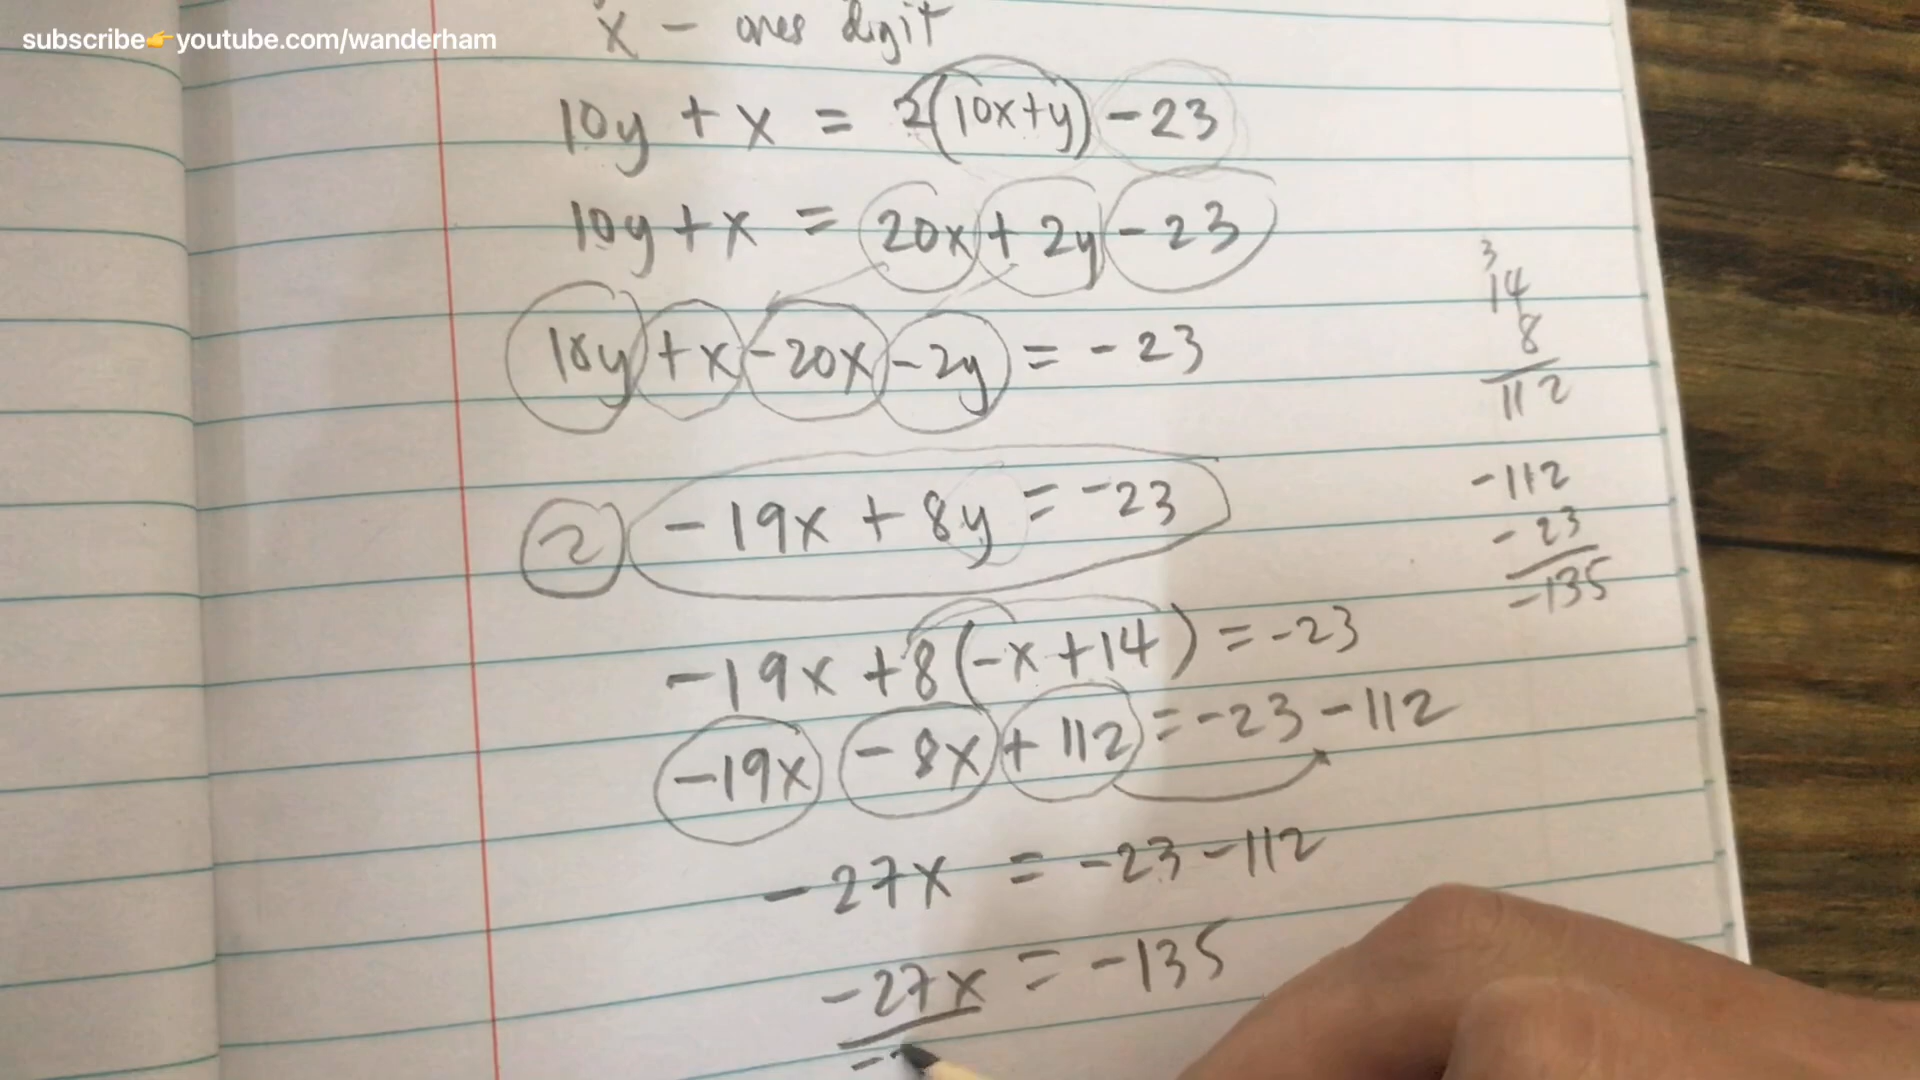 subscribe👉youtube.com/wanderham
x - ones digit
10y + x = 2(10x+y) - 23
10y + x = 20x + 2y - 23
10y + x - 20x - 2y = - 23
2 - 19x + 8y = -23
-19x + 8(-x + 14) = -23
-19x - 8x + 112 = -23 - 112
- 27x = -23 - 112
-27x = -135
3
14
8
112
-112
- 23
-135